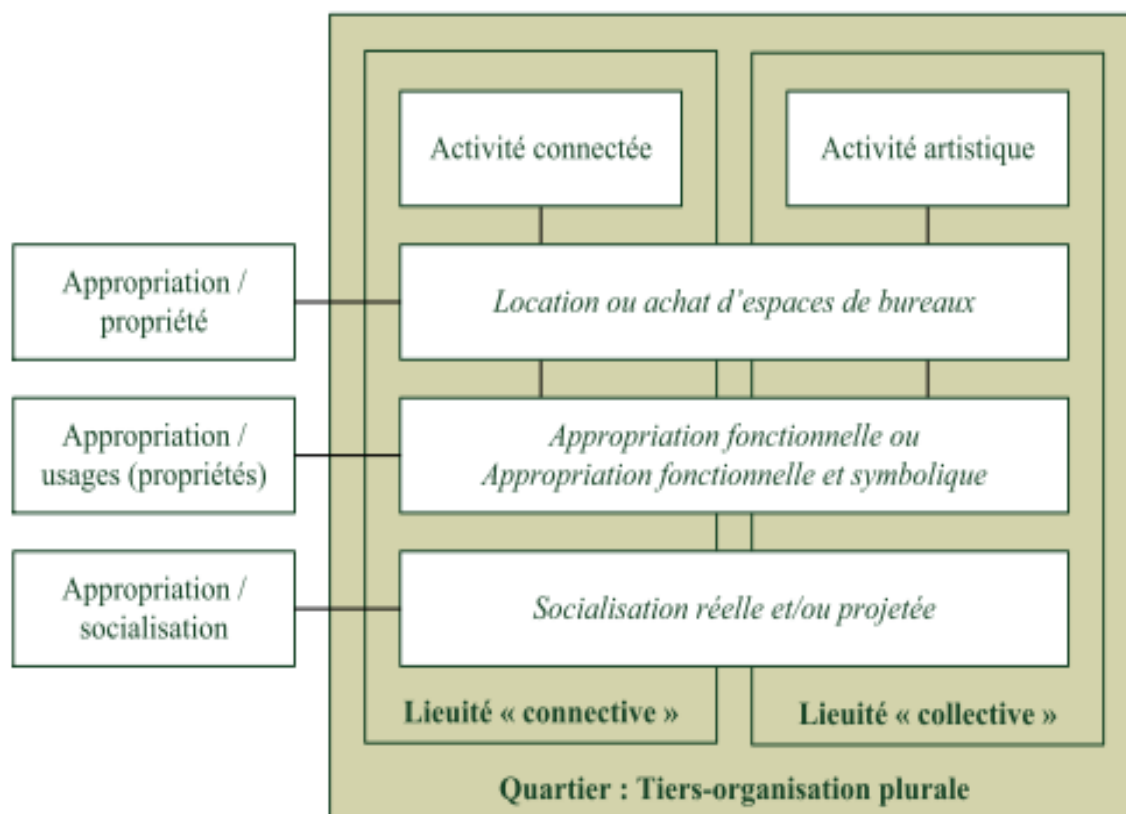 Activité connectée
Activité artistique
Appropriation /
propriété
Location ou achat d’espaces de bureaux
Appropriation /
usages (propriétés)
Appropriation fonctionnelle ou
Appropriation fonctionnelle et symbolique
Appropriation /
socialisation
Socialisation réelle et/ou projetée
Lieuité « connective »
Lieuité « collective »
Quartier : Tiers-organisation plurale